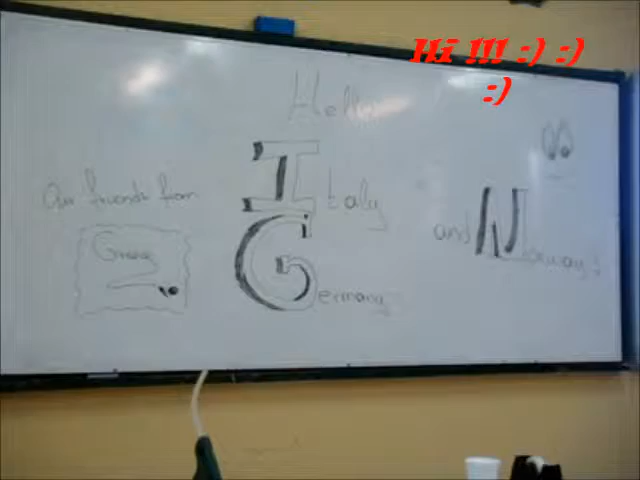 Hi !!! :) :)
:)
Hello
Our friends from
Italy
Germany
and Norway!
Greece